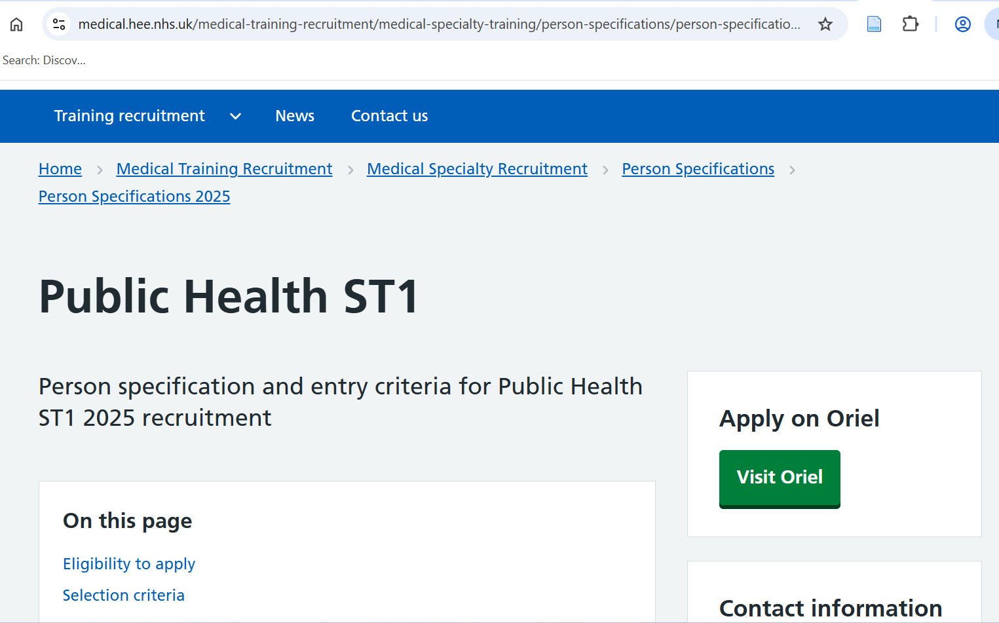 medical.hee.nhs.uk/medical-training-recruitment/medical-specialty-training/person-specifications/person-specificatio...
Search: Discov...
Training recruitment News Contact us
Home > Medical Training Recruitment > Medical Specialty Recruitment > Person Specifications >
Person Specifications 2025
Public Health ST1
Person specification and entry criteria for Public Health
ST1 2025 recruitment
Apply on Oriel
Visit Oriel
On this page
Eligibility to apply
Selection criteria
Contact information